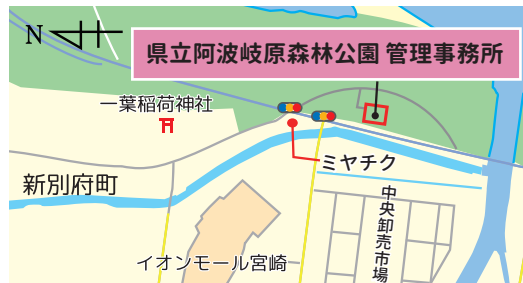 N
県立阿波岐原森林公園 管理事務所
一葉稲荷神社
ミヤチク
新別府町
中央卸売市場
イオンモール宮崎